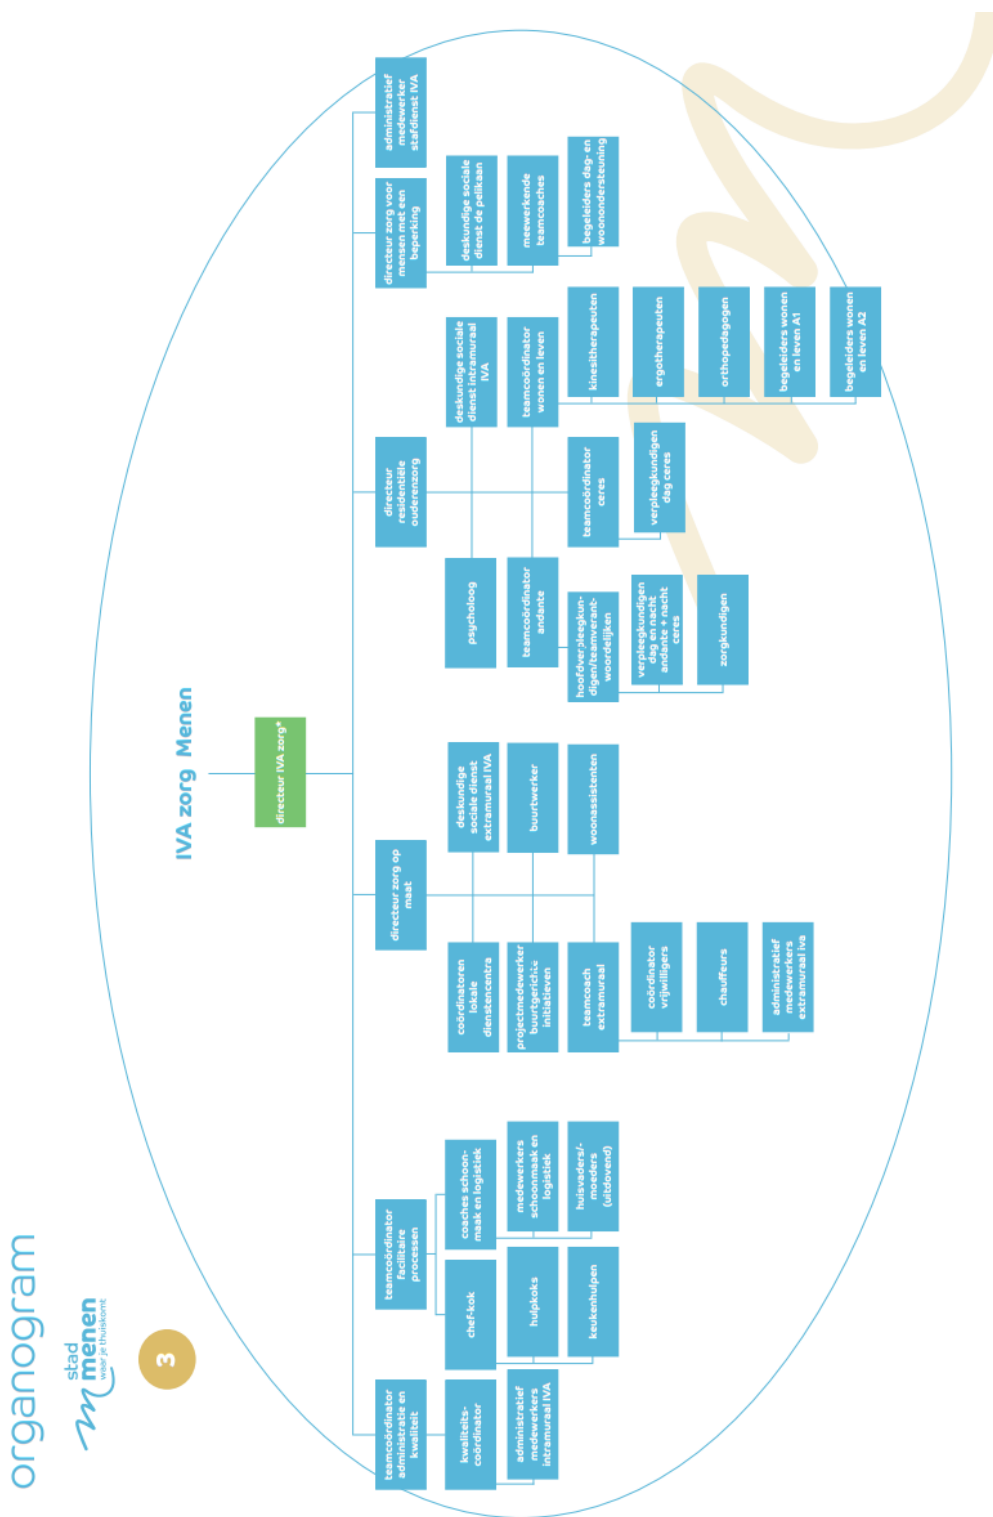 organogram
stad
menen
waar je thuiskomt
3
IVA zorg Menen
directeur IVA zorg*
teamcoördinator
administratie en
kwaliteit
kwaliteits-
coördinator
administratief
medewerkers
intramuraal IVA
teamcoördinator
facilitaire
processen
chef-kok
hulpkoks
keukenhulpen
coaches schoon-
maak en logistiek
medewerkers
schoonmaak en
logistiek
huisvaders/-
moeders
(uitdovend)
directeur zorg op
maat
coördinatoren
lokale
dienstencentra
deskundige
sociale dienst
extramuraal IVA
projectmedewerker
buurtgerichte
initiatieven
buurtwerker
teamcoach
extramuraal
woonassistenten
coördinator
vrijwilligers
chauffeurs
administratief
medewerkers
extramuraal iva
directeur
residentiële
ouderenzorg
psycholoog
deskundige sociale
dienst intramuraal
IVA
teamcoördinator
andante
teamcoördinator
wonen en leven
hoofdverpleegkun-
digen/teamverant-
woordelijken
verpleegkundigen
dag en nacht
andante + nacht
ceres
zorgkundigen
teamcoördinator
ceres
verpleegkundigen
dag ceres
kinesitherapeuten
ergotherapeuten
orthopedagogen
begeleiders wonen
en leven A1
begeleiders wonen
en leven A2
directeur zorg voor
mensen met een
beperking
deskundige sociale
dienst de pelikaan
meewerkende
teamcoaches
begeleiders dag- en
woonondersteuning
administratief
medewerker
stafdienst IVA